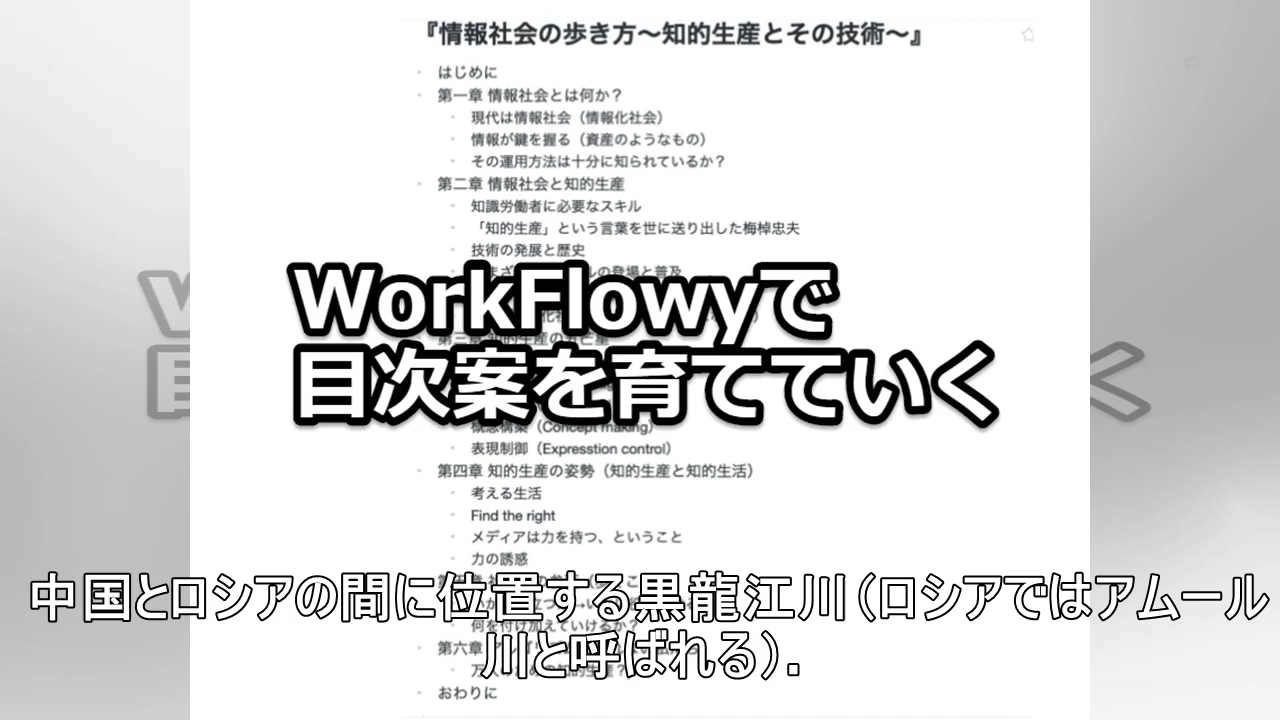 『情報社会の歩き方～知的生産とその技術～』
はじめに
第一章 情報社会とは何か？
現代は情報社会（情報化社会）
情報が鍵を握る（資産のようなもの）
その運用方法は十分に知られているか？
第二章 情報社会と知的生産
知識労働者に必要なスキル
「知的生産」という言葉を世に送り出した梅棹忠夫
技術の発展と歴史
の登場と普及
WorkFlowyで
目次案を育てていく
概念構築（Concept making）
表現制御（Expresstion control）
第四章 知的生産の姿勢（知的生産と知的生活）
考える生活
Find the right
メディアは力を持つ、ということ
力の誘惑
中国とロシアの間に位置する黒龍江川（ロシアではアムール
川と呼ばれる）.
何を付け加えていけるか？
第六章
おわりに